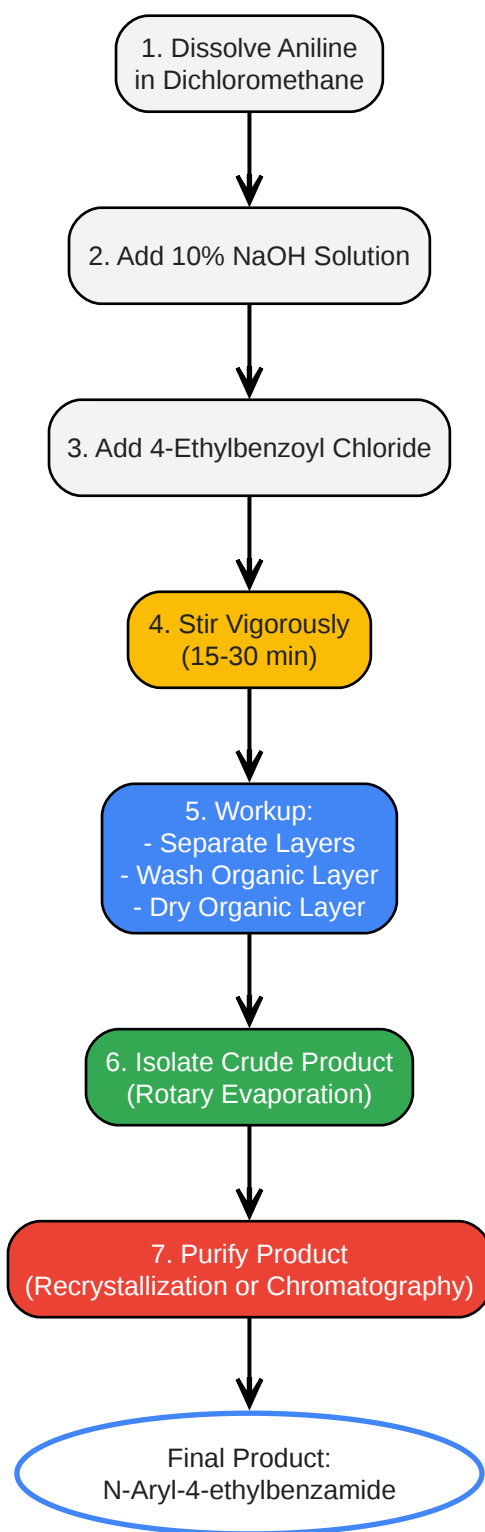 1. Dissolve Aniline
in Dichloromethane
2. Add 10% NaOH Solution
3. Add 4-Ethylbenzoyl Chloride
4. Stir Vigorously
(15-30 min)
5. Workup:
- Separate Layers
- Wash Organic Layer
- Dry Organic Layer
6. Isolate Crude Product
(Rotary Evaporation)
7. Purify Product
(Recrystallization or Chromatography)
Final Product:
N-Aryl-4-ethylbenzamide